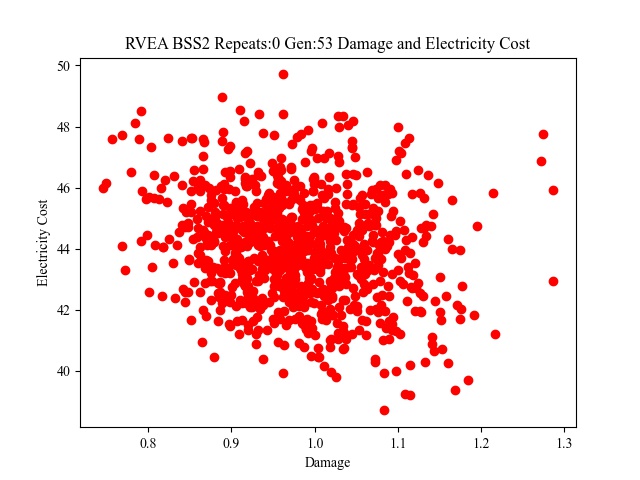 RVEA BSS2 Repeats:0 Gen:53 Damage and Electricity Cost
50
48
46
44
42
40
Electricity Cost
0.8 0.9 1.0 1.1 1.2 1.3
Damage